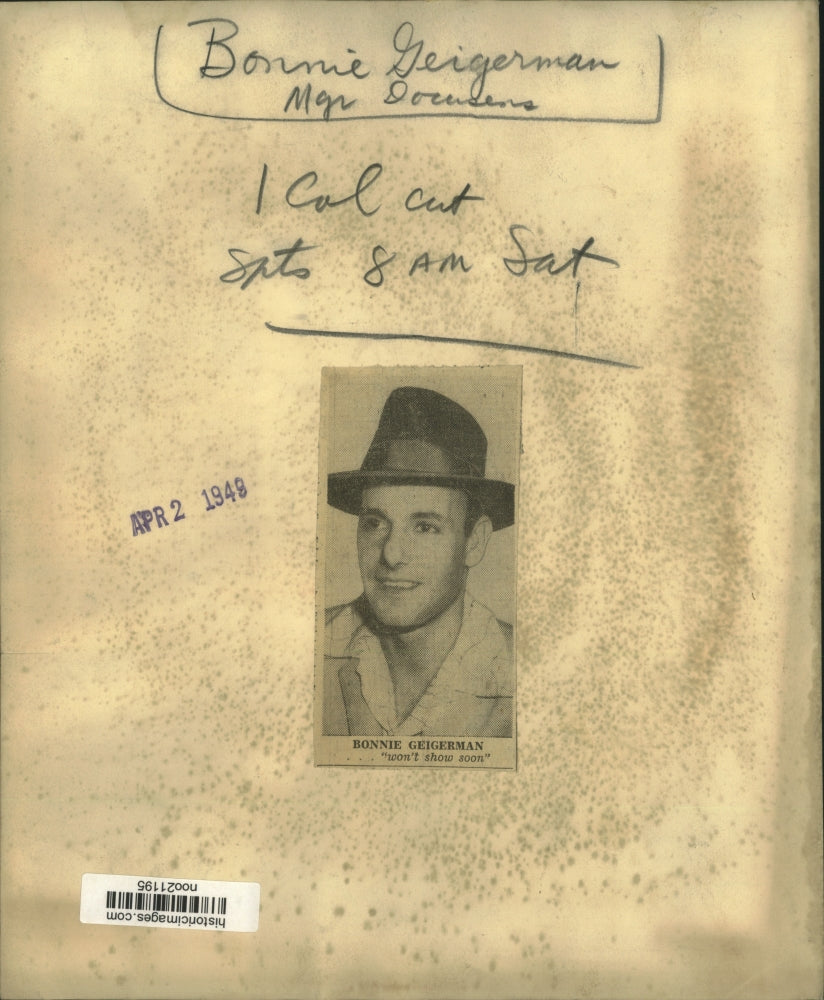 Bonnie Geigerman
Mgr Docusens
1 Col cut
Spts 8 AM Sat
APR 2 1949
BONNIE GEIGERMAN
. . . "won't show soon"
historicimages.com
noo21195